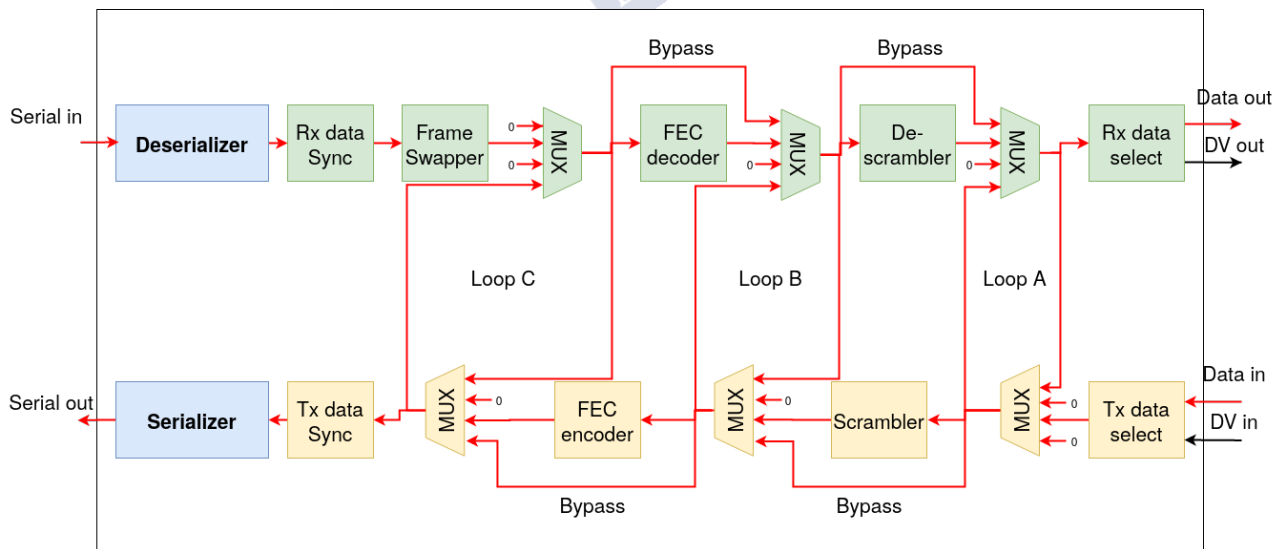 Bypass
Bypass
Serial in
Deserializer
Rx data
Sync
Frame
Swapper
0
0
MUX
FEC
decoder
0
MUX
De-
scrambler
0
MUX
Rx data
select
Data out
DV out
Loop C
Loop B
Loop A
Serial out
Serializer
Tx data
Sync
MUX
0
FEC
encoder
MUX
0
Scrambler
MUX
0
0
Tx data
select
Data in
DV in
Bypass
Bypass